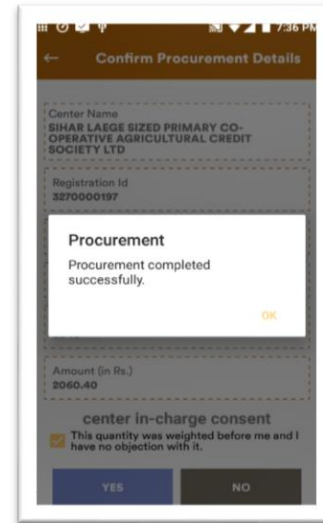 7:36 PM
← Confirm Procurement Details
Center Name
SIHAR LAEGE SIZED PRIMARY CO-
OPERATIVE AGRICULTURAL CREDIT
SOCIETY LTD
Registration Id
3270000197
Procurement
Procurement completed
successfully.
OK
Amount (in Rs.)
2060.40
center in-charge consent
This quantity was weighted before me and I
have no objection with it.
YES NO